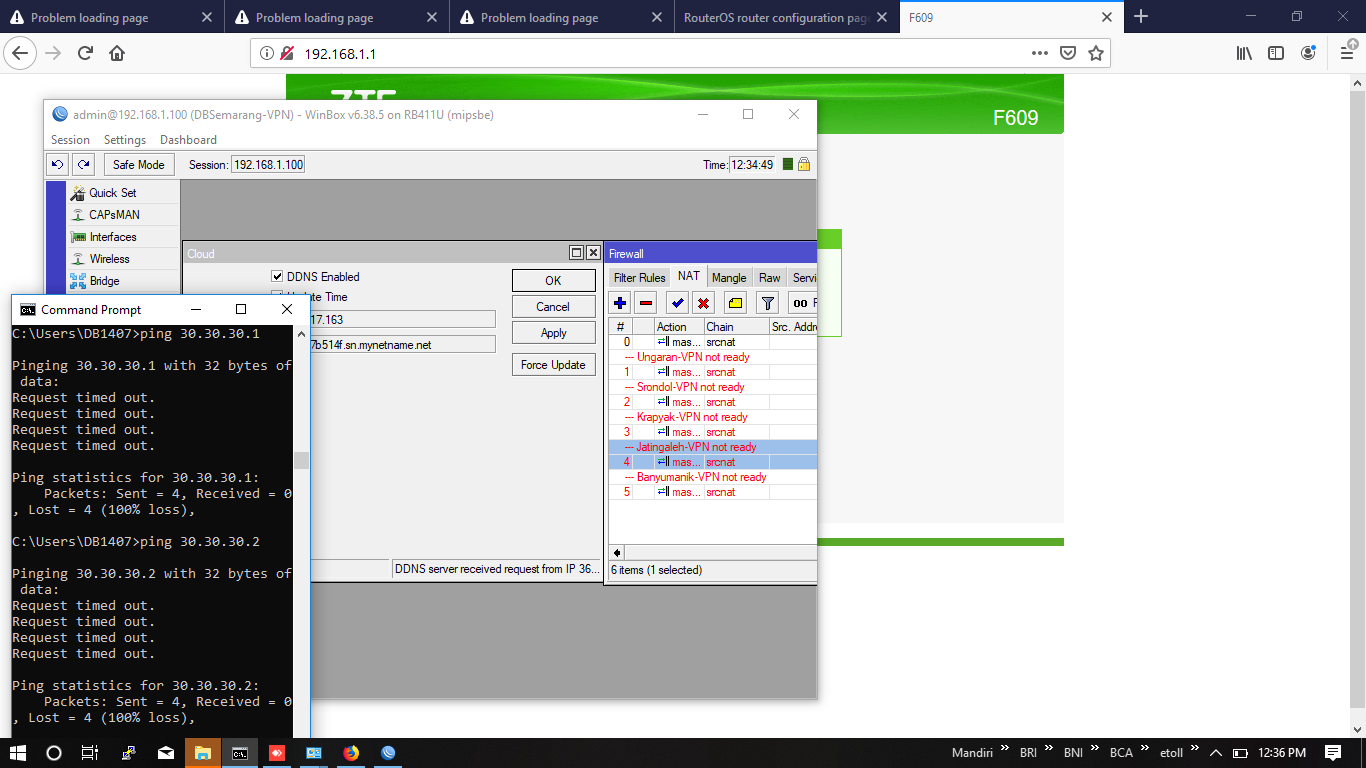 Problem loading page
Problem loading page
Problem loading page
RouterOS router configuration page
F609
192.168.1.1
ZTE
F609
admin@192.168.1.100 (DBSemarang-VPN) - WinBox v6.38.5 on RB411U (mipsbe)
Session Settings Dashboard
Safe Mode Session: 192.168.1.100 Time: 12:34:49
Quick Set
CAPsMAN
Interfaces
Wireless
Bridge
Cloud
DDNS Enabled
te Time
17.163
7b514f.sn.mynetname.net
OK
Cancel
Apply
Force Update
DDNS server received request from IP 36...
Firewall
Filter Rules NAT Mangle Raw Servi
00 F
# Action Chain Src. Addre
0 mas... srcnat
--- Ungaran-VPN not ready
1 mas... srcnat
--- Srondol-VPN not ready
2 mas... srcnat
--- Krapyak-VPN not ready
3 mas... srcnat
--- Jatingaleh-VPN not ready
4 mas... srcnat
--- Banyumanik-VPN not ready
5 mas... srcnat
6 items (1 selected)
Command Prompt
C:\Users\DB1407>ping 30.30.30.1
Pinging 30.30.30.1 with 32 bytes of
data:
Request timed out.
Request timed out.
Request timed out.
Request timed out.
Ping statistics for 30.30.30.1:
Packets: Sent = 4, Received = 0
, Lost = 4 (100% loss),
C:\Users\DB1407>ping 30.30.30.2
Pinging 30.30.30.2 with 32 bytes of
data:
Request timed out.
Request timed out.
Request timed out.
Request timed out.
Ping statistics for 30.30.30.2:
Packets: Sent = 4, Received = 0
, Lost = 4 (100% loss),
Mandiri » BRI » BNI » BCA » etoll » 12:36 PM